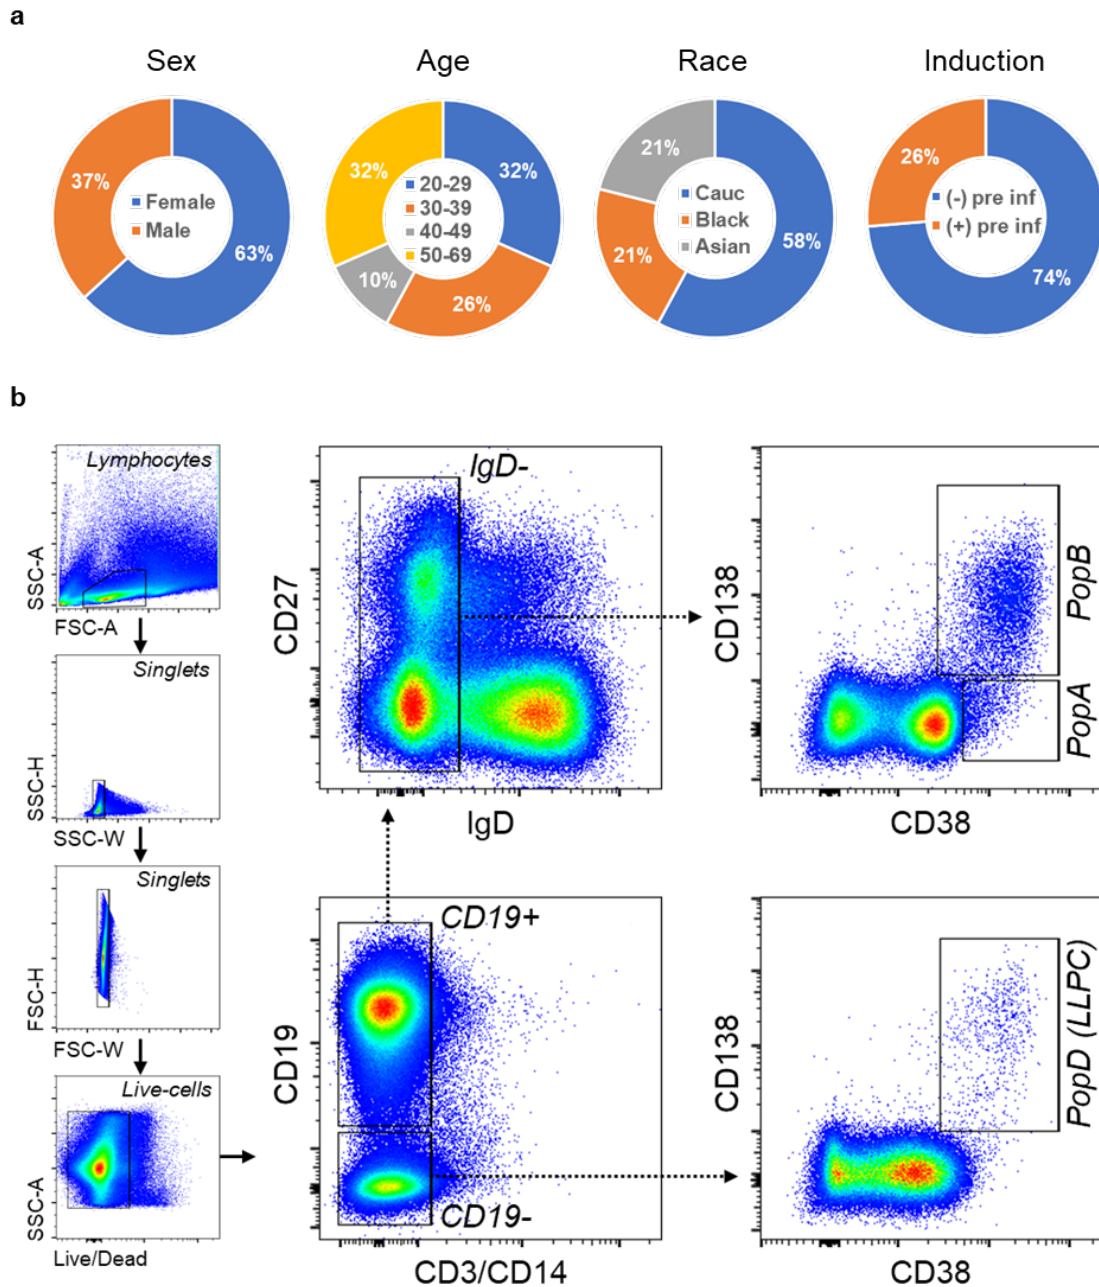 a
Sex
Age
Race
Induction
37%
63%
Female
Male
32%
32%
10%
26%
20-29
30-39
40-49
50-69
21%
21%
58%
Cauc
Black
Asian
26%
74%
(-) pre inf
(+) pre inf
b
Lymphocytes
SSC-A
FSC-A
Singlets
SSC-H
SSC-W
Singlets
FSC-H
FSC-W
Live-cells
SSC-A
Live/Dead
IgD-
CD27
IgD
CD138
PopB
PopA
CD38
CD19+
CD19
CD19-
CD3/CD14
CD138
PopD (LLPC)
CD38